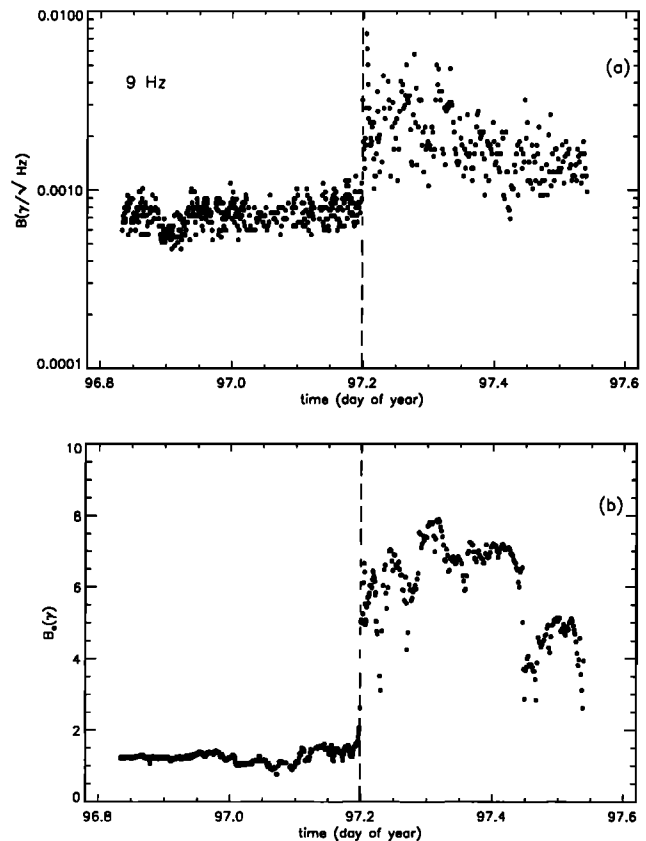 0.0100
9 Hz
(a)
B(γ/√ Hz)
0.0010
0.0001
96.8 97.0 97.2 97.4 97.6
time (day of year)
10
(b)
8
6
B₀(γ)
4
2
0
96.8 97.0 97.2 97.4 97.6
time (day of year)